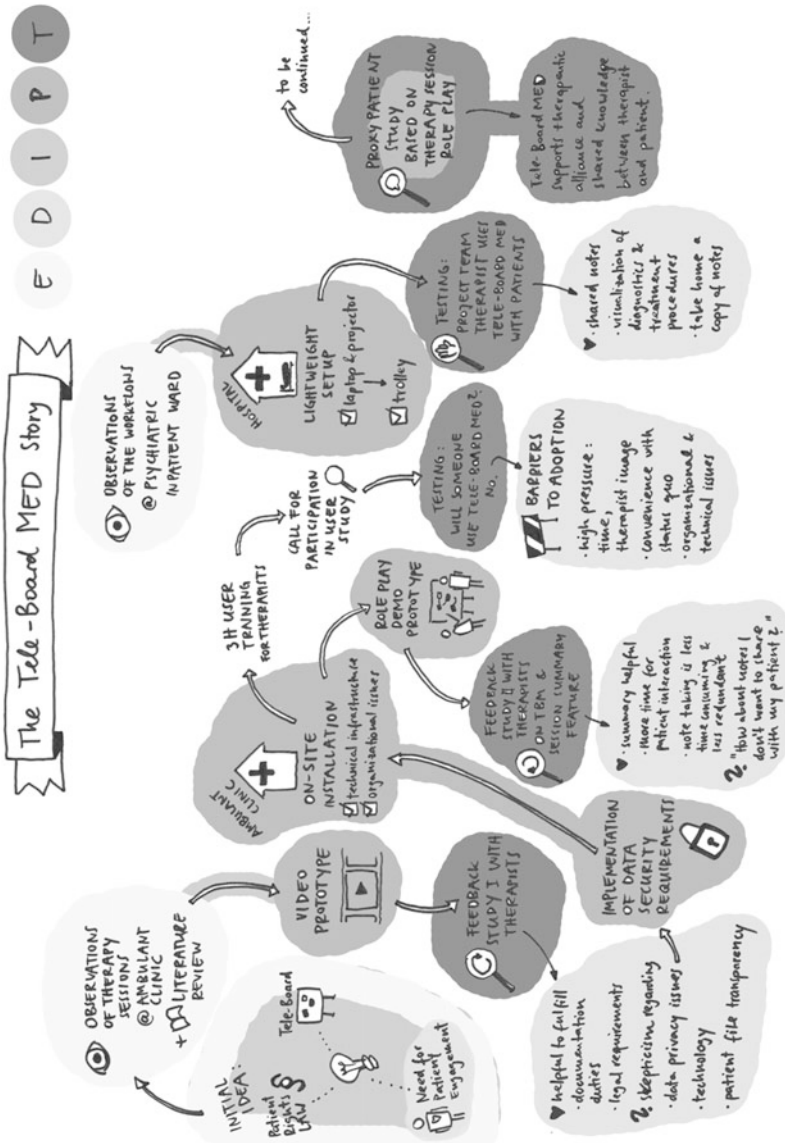 The Tele-Board MED Story
E D I P T
INITIAL
IDEA:
Patient
Rights
LAW
§
Tele-Board
Need for
Patient
Engagement
OBSERVATIONS
OF THERAPY
SESSIONS
@ AMBULANT
CLINIC
+ LITERATURE
REVIEW
VIDEO
PROTOTYPE
FEEDBACK
STUDY I WITH
THERAPISTS
♥ helpful to fulfill
· documentation
duties
· legal requirements
skepticism regarding
· data privacy issues
· technology
· patient file transparency
IMPLEMENTATION
OF DATA
SECURITY
REQUIREMENTS
AMBULANT
CLINIC
ON-SITE
INSTALLATION
☑ technical infrastructure
☑ organizational issues
ROLE PLAY
DEMO
PROTOTYPE
FEEDBACK
STUDY II WITH
THERAPISTS
ON TBM &
SESSION SUMMARY
FEATURE
♥ · summary helpful
· more time for
patient interaction
· note taking is less
time consuming &
less redundant
"How about notes I
don't want to share
with my patient?"
3H USER
TRAINING
FOR THERAPISTS
CALL FOR
PARTICIPATION
IN USER
STUDY
TESTING:
WILL SOMEONE
USE TELE-BOARD MED?
NO.
BARRIERS
TO ADOPTION
· high pressure:
time,
therapist image
· convenience with
status quo
· organizational &
technical issues
OBSERVATIONS
OF THE WORKFLOWS
@ PSYCHIATRIC
INPATIENT WARD
HOSPITAL
LIGHTWEIGHT
SETUP
☑ laptop & projector
☑ trolley
TESTING:
PROJECT TEAM
THERAPIST USES
TELE-BOARD MED
WITH PATIENTS
♥ · shared notes
· visualization of
diagnostics &
treatment
procedures
· take home a
copy of notes
PROXY PATIENT
STUDY
BASED ON
THERAPY SESSION
ROLE PLAY
Tele-Board MED
supports therapeutic
alliance and
shared knowledge
between therapist
and patient.
to be
continued...